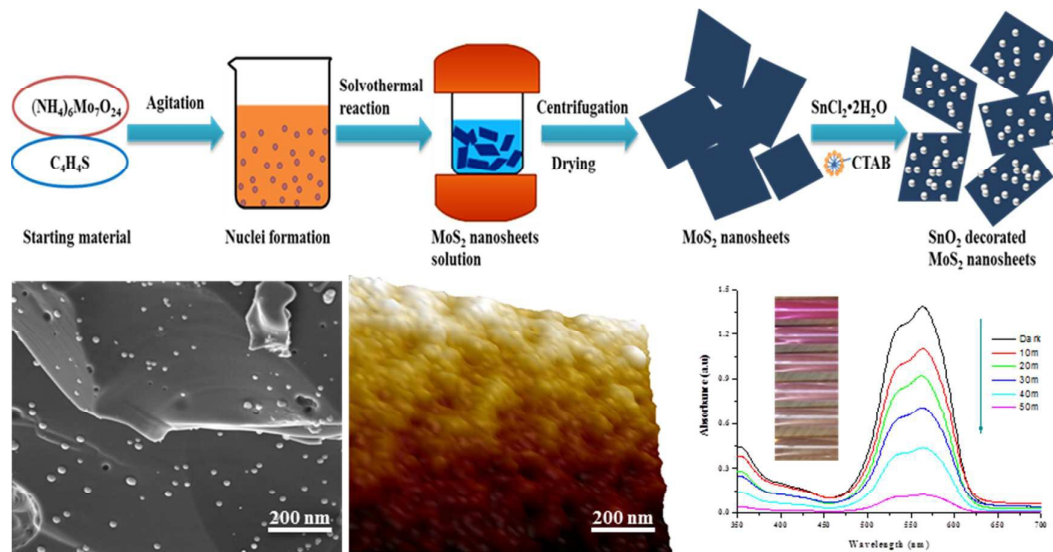 (NH₄)₆Mo₇O₂₄
C₄H₄S
Starting material
Agitation
Nuclei formation
Solvothermal
reaction
MoS₂ nanosheets
solution
Centrifugation
Drying
MoS₂ nanosheets
SnCl₂•2H₂O
CTAB
SnO₂ decorated
MoS₂ nanosheets
200 nm
200 nm
Absorbance (a.u)
1.5
1.2
0.9
0.6
0.3
0.0
Dark
10m
20m
30m
40m
50m
350 400 450 500 550 600 650 700
Wavelength (nm)